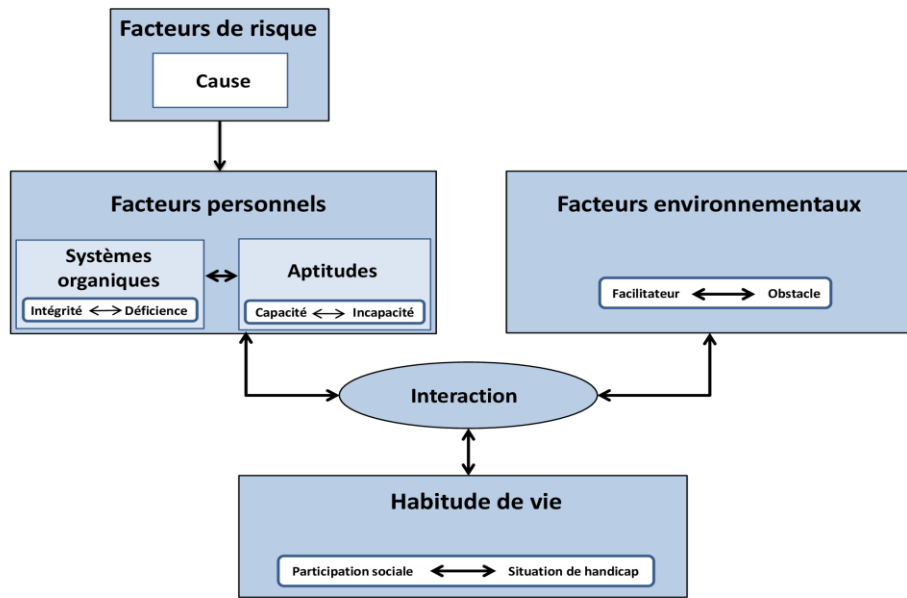 Facteurs de risque
Cause
Facteurs personnels
Systèmes
organiques
Intégrité Déficience
Aptitudes
Capacité Incapacité
Facteurs environnementaux
Facilitateur Obstacle
Interaction
Habitude de vie
Participation sociale Situation de handicap